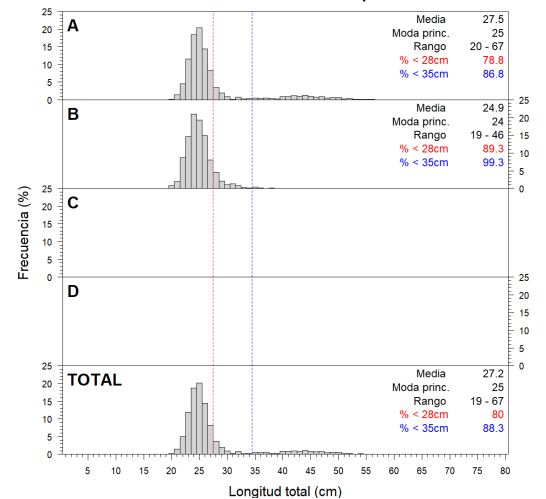 25
20
15
10
5
0
A
Media 27.5
Moda princ. 25
Rango 20 - 67
% < 28cm 78.8
% < 35cm 86.8
25
20
15
10
5
0
B
Media 24.9
Moda princ. 24
Rango 19 - 46
% < 28cm 89.3
% < 35cm 99.3
Frecuencia (%)
25
20
15
10
5
0
C
25
20
15
10
5
0
D
25
20
15
10
5
0
TOTAL
Media 27.2
Moda princ. 25
Rango 19 - 67
% < 28cm 80
% < 35cm 88.3
5 10 15 20 25 30 35 40 45 50 55 60 65 70 75 80
Longitud total (cm)